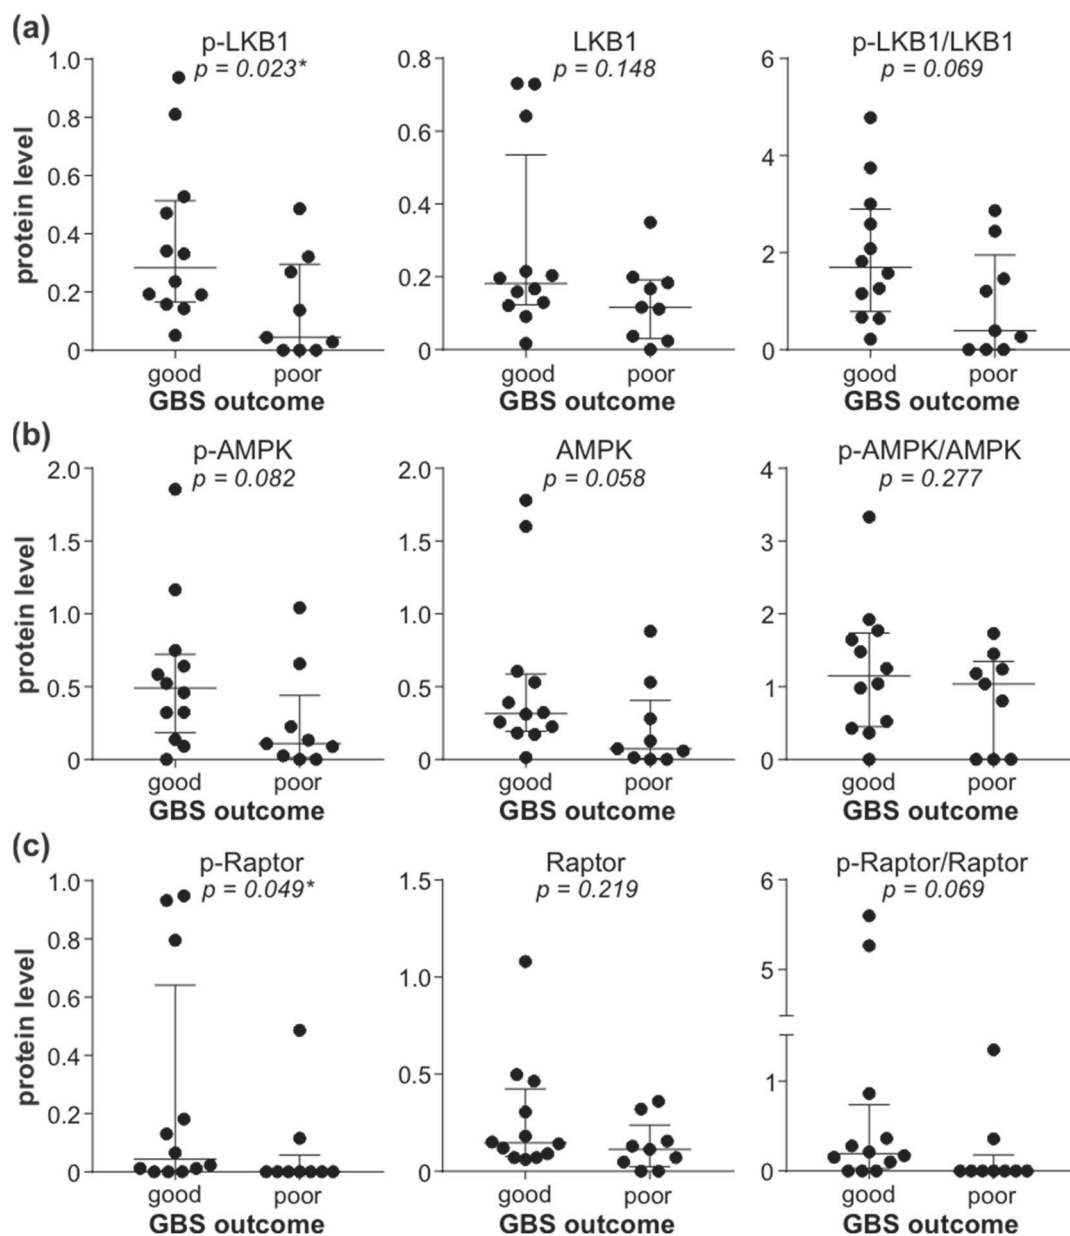 (a)
p-LKB1
p = 0.023*
LKB1
p = 0.148
p-LKB1/LKB1
p = 0.069
protein level
1.0
0.8
0.6
0.4
0.2
0
0.8
0.6
0.4
0.2
0
6
4
2
0
good poor
GBS outcome
good poor
GBS outcome
good poor
GBS outcome
(b)
p-AMPK
p = 0.082
AMPK
p = 0.058
p-AMPK/AMPK
p = 0.277
protein level
2.0
1.5
1.0
0.5
0
2.0
1.5
1.0
0.5
0
4
3
2
1
0
good poor
GBS outcome
good poor
GBS outcome
good poor
GBS outcome
(c)
p-Raptor
p = 0.049*
Raptor
p = 0.219
p-Raptor/Raptor
p = 0.069
protein level
1.0
0.8
0.6
0.4
0.2
0
1.5
1.0
0.5
0
6
5
1
0
good poor
GBS outcome
good poor
GBS outcome
good poor
GBS outcome